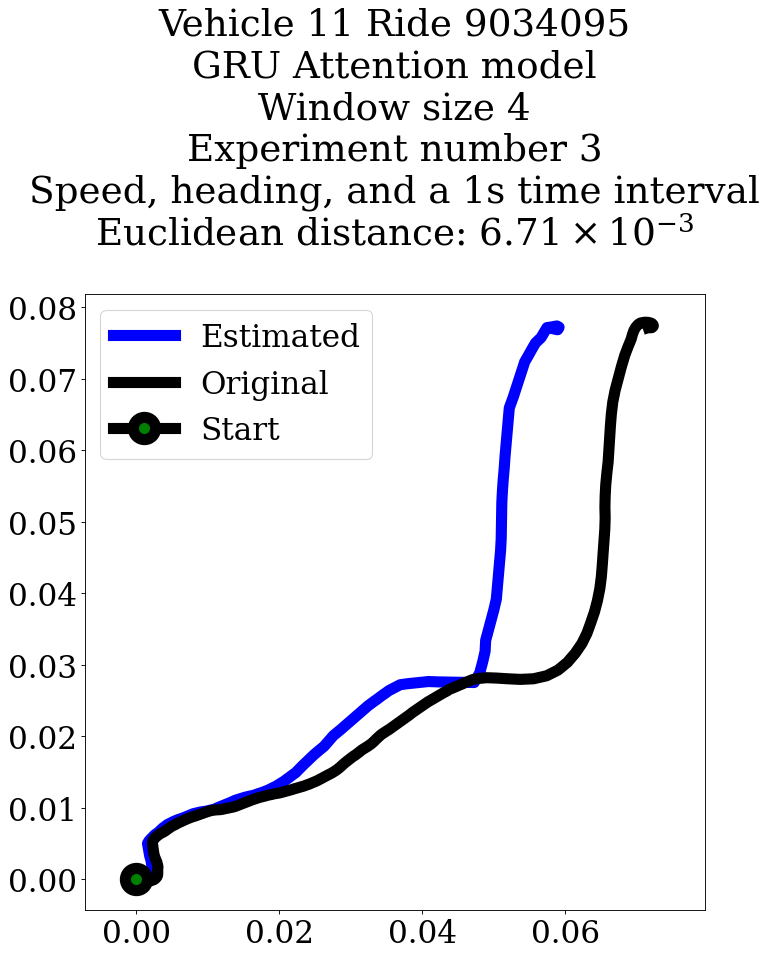 Vehicle 11 Ride 9034095
GRU Attention model
Window size 4
Experiment number 3
Speed, heading, and a 1s time interval
Euclidean distance: 6.71 × 10⁻³
Estimated
Original
Start
0.08
0.07
0.06
0.05
0.04
0.03
0.02
0.01
0.00
0.00 0.02 0.04 0.06